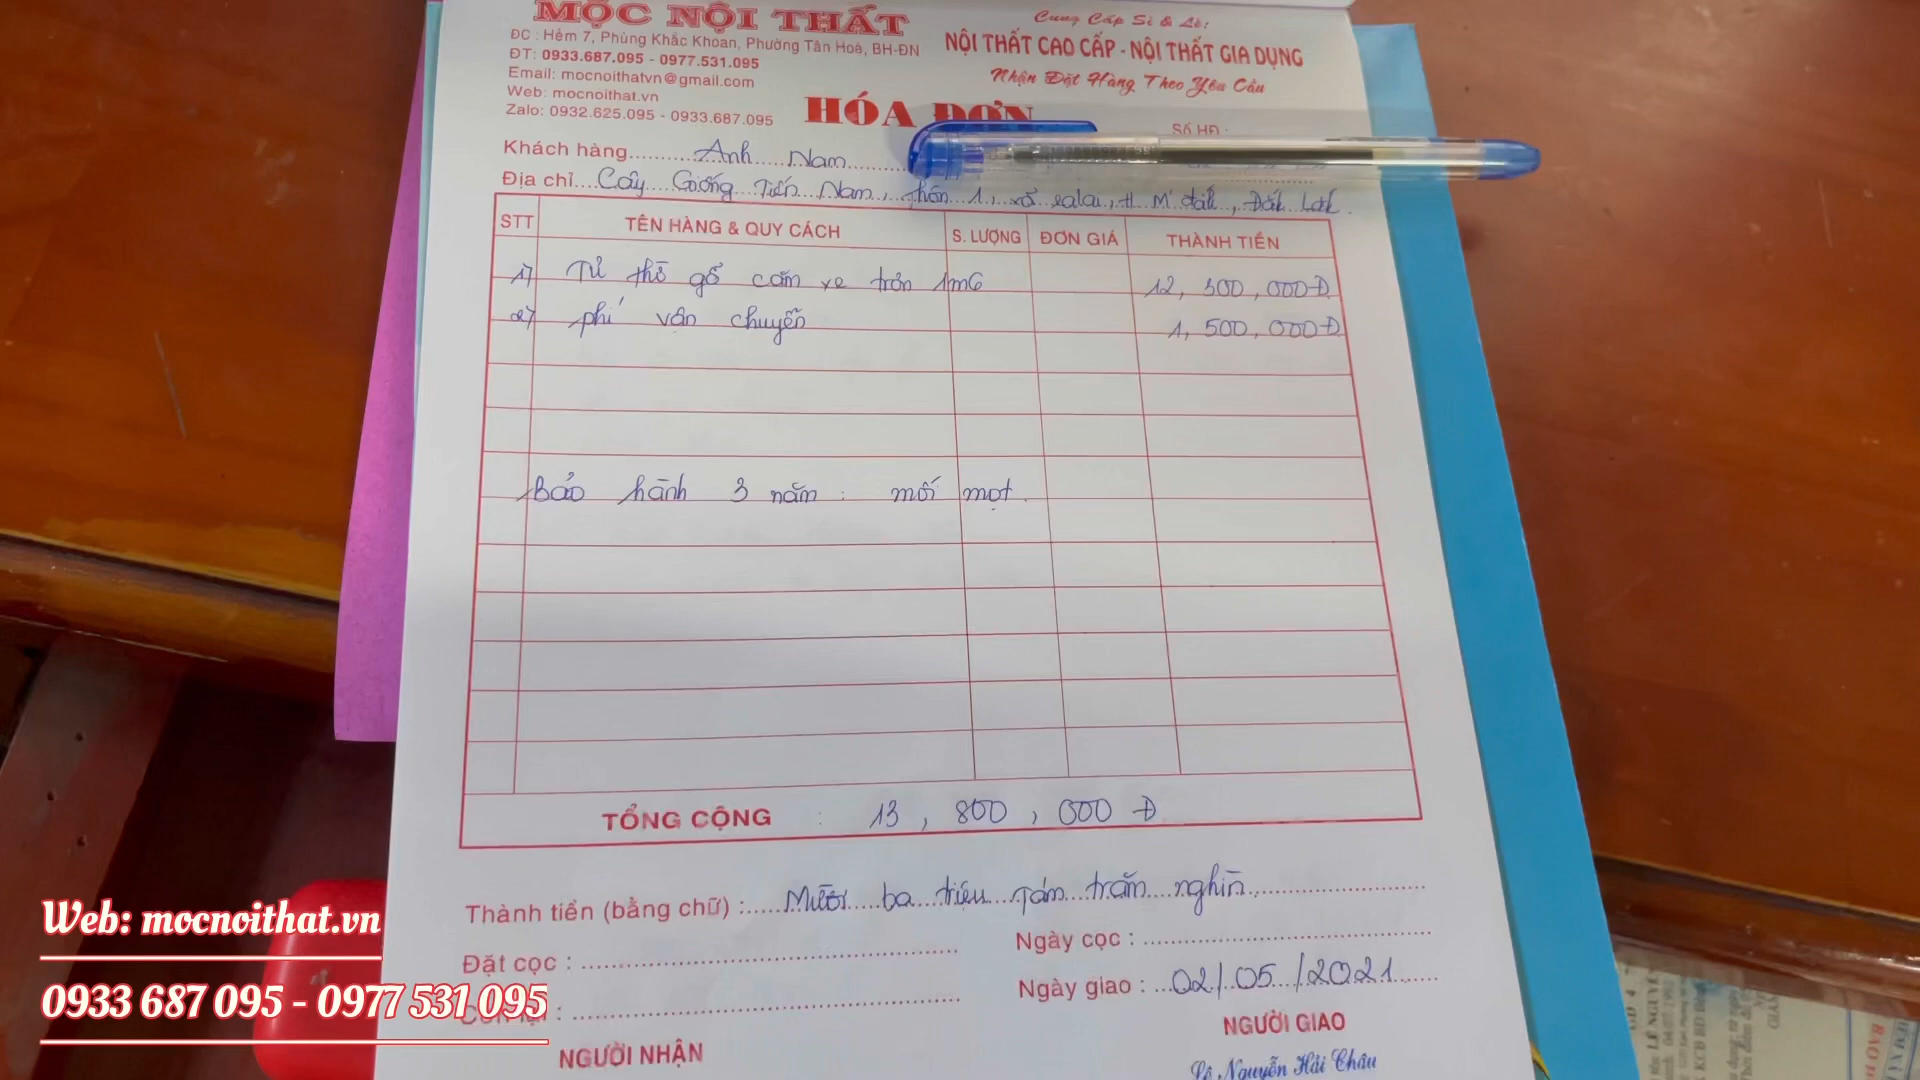 MỘC NỘI THẤT
ĐC : Hẻm 7, Phùng Khắc Khoan, Phường Tân Hoà, BH-ĐN
ĐT: 0933.687.095 - 0977.531.095
Email: mocnoithatvn@gmail.com
Web: mocnoithat.vn
Zalo: 0932.625.095 - 0933.687.095
Cung Cấp Sỉ & Lẻ:
NỘI THẤT CAO CẤP - NỘI THẤT GIA DỤNG
Nhận Đặt Hàng Theo Yêu Cầu
HÓA ĐƠN
Số HĐ :
Khách hàng Anh Nam
Địa chỉ Cây Giống Tiến Nam, thôn 1, xã ealai, H M'đắk, Đắk Lắk.
STT TÊN HÀNG & QUY CÁCH S. LƯỢNG ĐƠN GIÁ THÀNH TIỀN
1) Tủ thờ gỗ căm xe trơn 1m6 12, 300, 000 Đ
2) phí vận chuyển 1, 500, 000 Đ
Bảo hành 3 năm : mối mọt.
TỔNG CỘNG : 13, 800, 000 Đ
Thành tiền (bằng chữ) : Mười ba triệu tám trăm nghìn
Đặt cọc :
Ngày cọc :
Ngày giao : 02/05/2021
NGƯỜI NHẬN
NGƯỜI GIAO
Nguyễn Hải Châu
Web: mocnoithat.vn
0933 687 095 - 0977 531 095